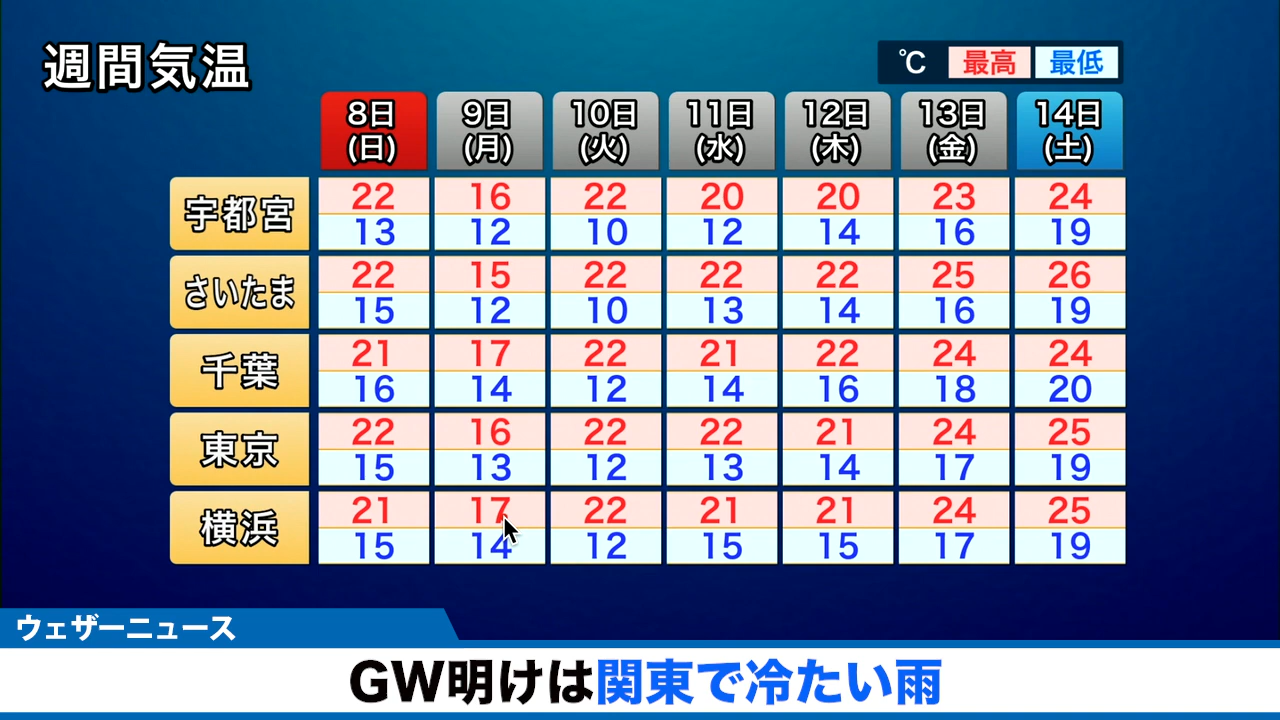 週間気温
℃ 最高 最低
8日 9日 10日 11日 12日 13日 14日
(日) (月) (火) (水) (木) (金) (土)
宇都宮 22 16 22 20 20 23 24
13 12 10 12 14 16 19
さいたま 22 15 22 22 22 25 26
15 12 10 13 14 16 19
千葉 21 17 22 21 22 24 24
16 14 12 14 16 18 20
東京 22 16 22 22 21 24 25
15 13 12 13 14 17 19
横浜 21 17 22 21 21 24 25
15 14 12 15 15 17 19
ウェザーニュース
GW明けは関東で冷たい雨